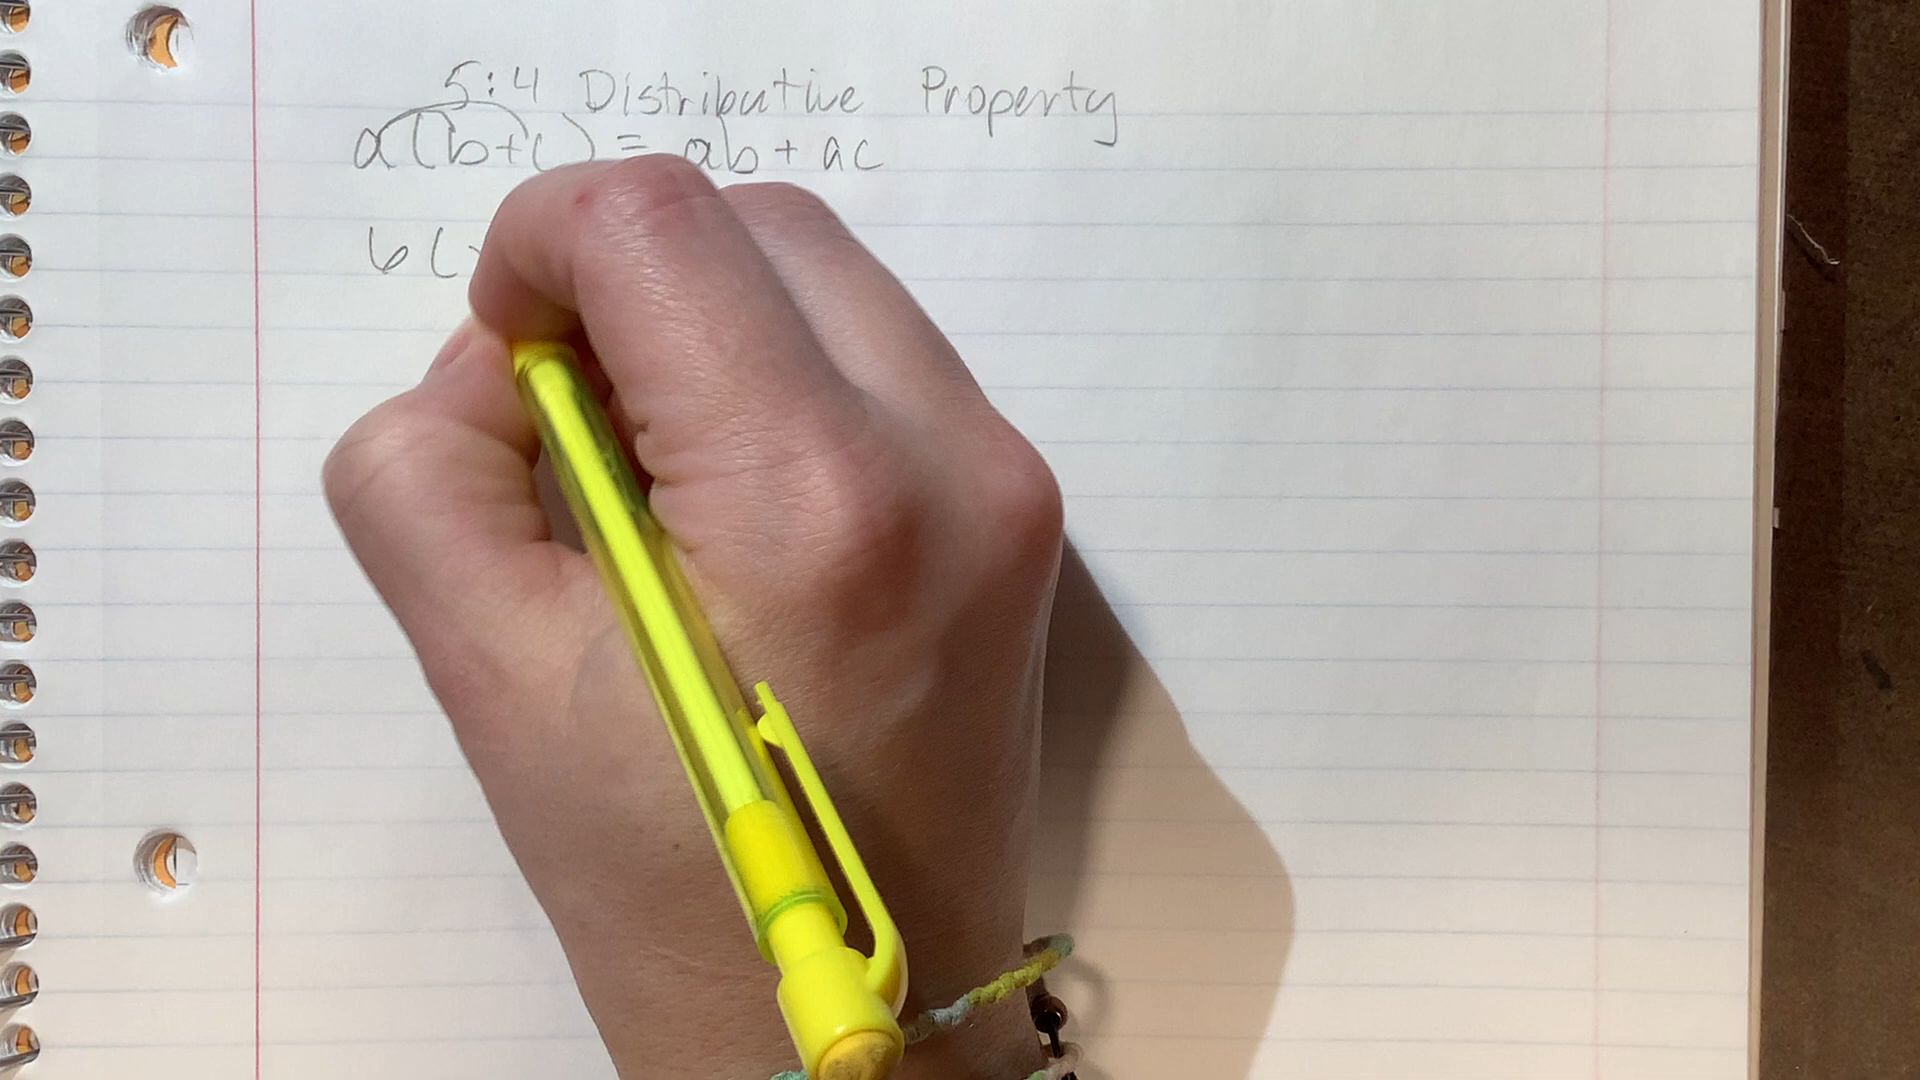 5:4 Distributive Property
a(b+c) = ab + ac
6(